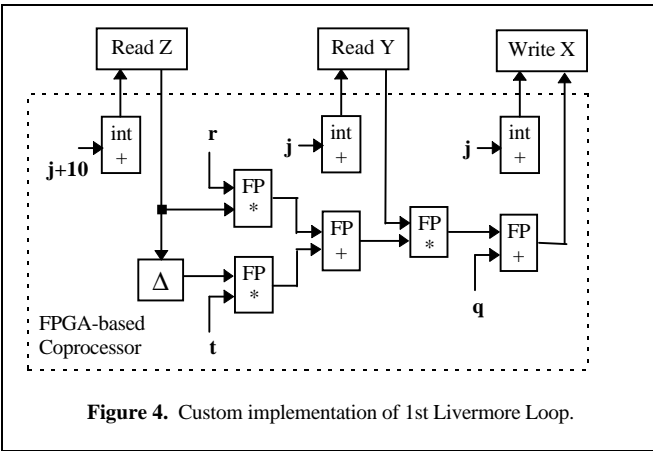 Read Z
Read Y
Write X
int
+
j+10
r
int
+
j
int
+
j
FP
*
FP
+
FP
*
FP
+
Δ
FP
*
t
q
FPGA-based
Coprocessor
Figure 4. Custom implementation of 1st Livermore Loop.